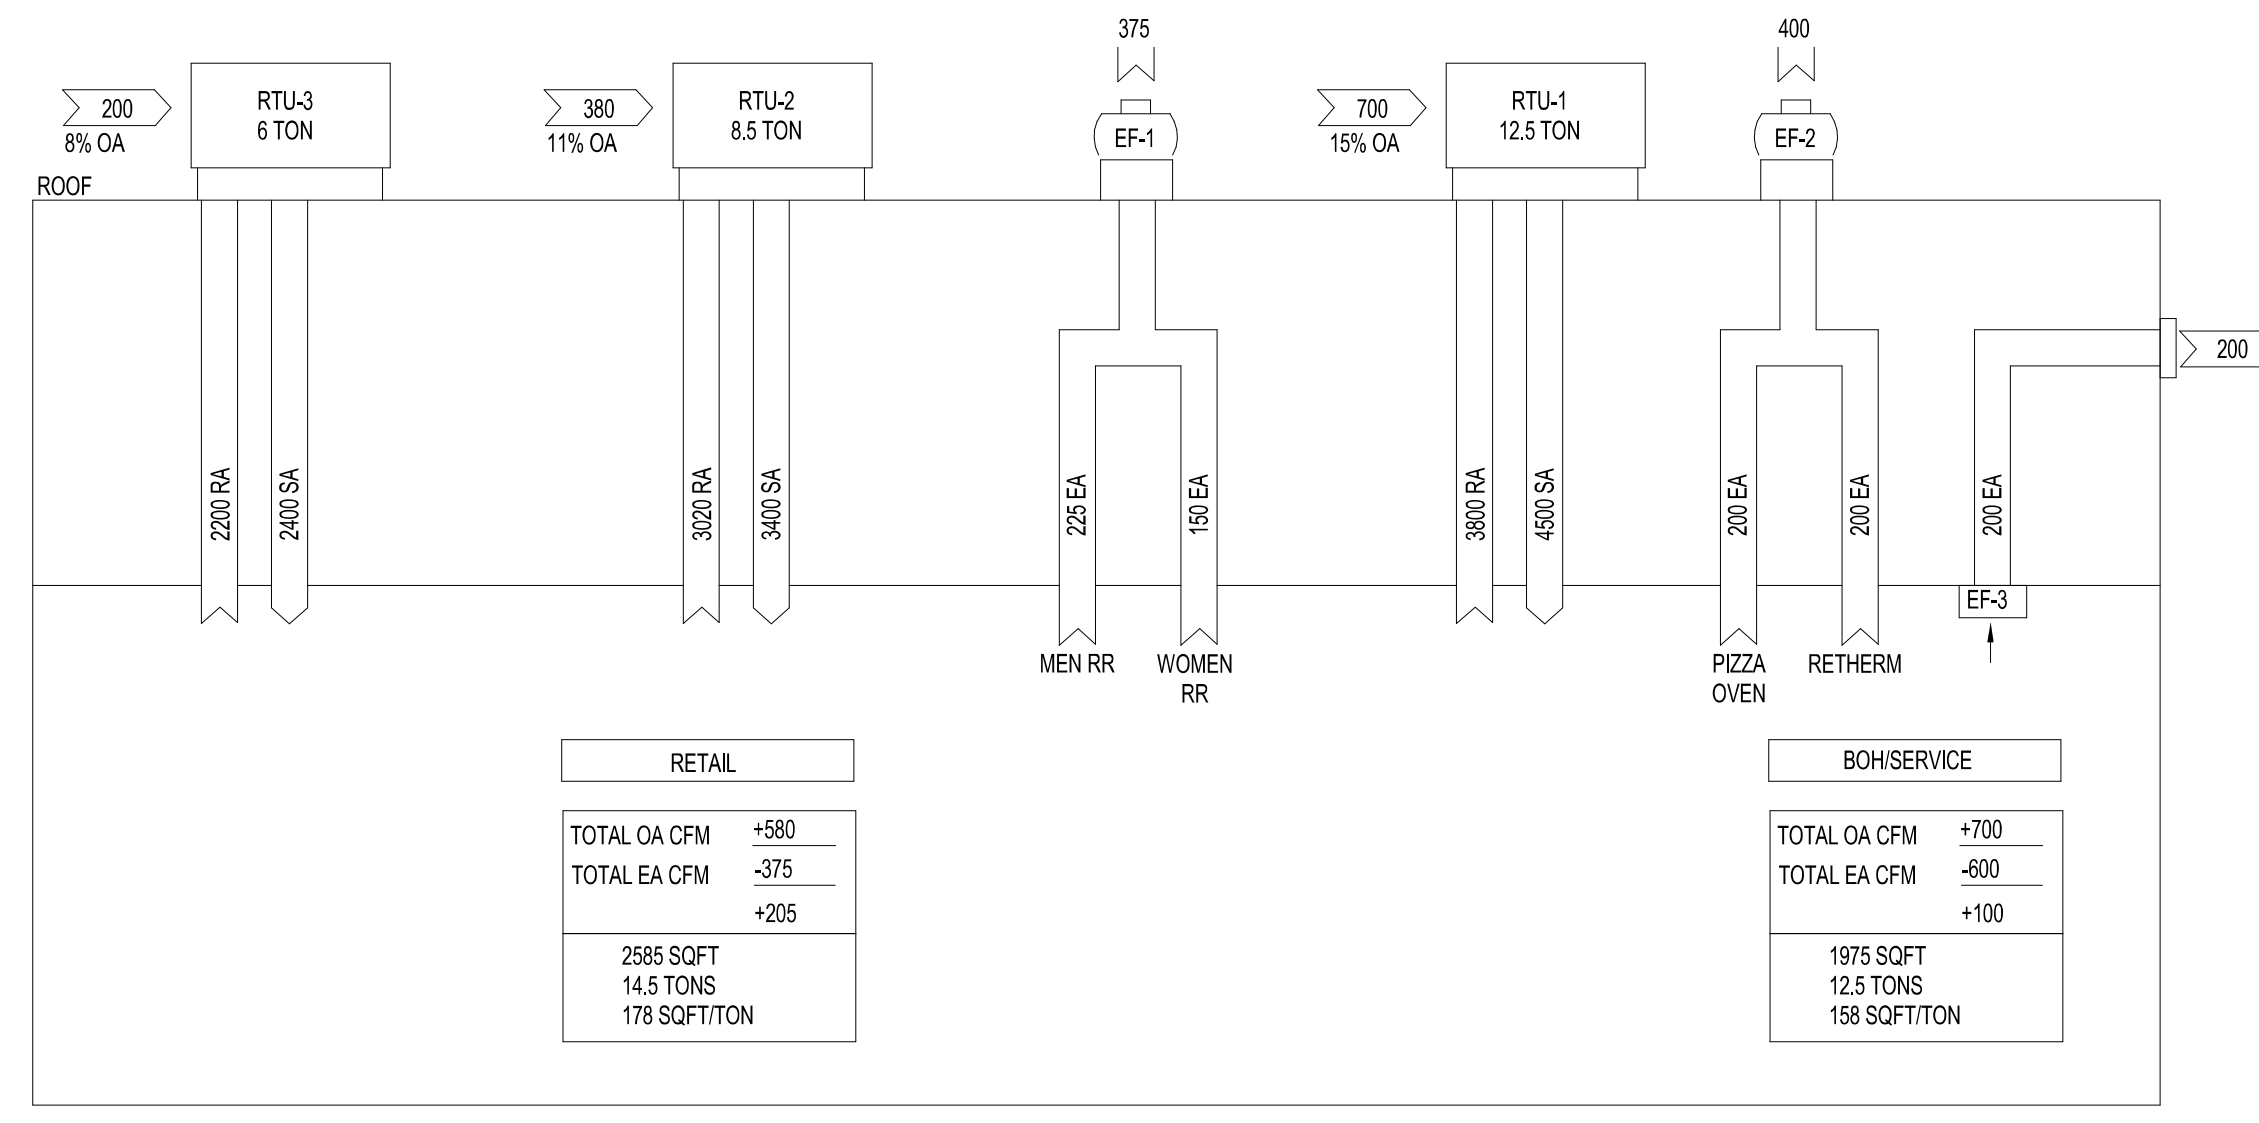 375
400
200
8% OA
RTU-3
6 TON
380
11% OA
RTU-2
8.5 TON
EF-1
700
15% OA
RTU-1
12.5 TON
EF-2
ROOF
200
2200 RA
2400 SA
3020 RA
3400 SA
225 EA
150 EA
3800 RA
4500 SA
200 EA
200 EA
200 EA
EF-3
MEN RR
WOMEN
RR
PIZZA
OVEN
RETHERM
RETAIL
TOTAL OA CFM +580
TOTAL EA CFM -375
+205
2585 SQFT
14.5 TONS
178 SQFT/TON
BOH/SERVICE
TOTAL OA CFM +700
TOTAL EA CFM -600
+100
1975 SQFT
12.5 TONS
158 SQFT/TON